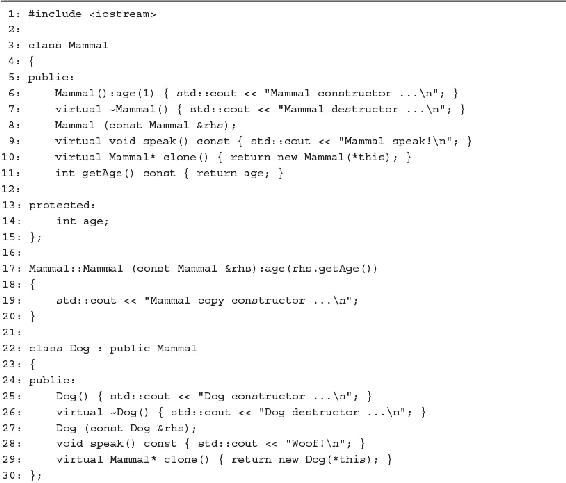 1: #include <iostream>
2:
3: class Mammal
4: {
5: public:
6:     Mammal():age(1) { std::cout << "Mammal constructor ...\n"; }
7:     virtual ~Mammal() { std::cout << "Mammal destructor ...\n"; }
8:     Mammal (const Mammal &rhs);
9:     virtual void speak() const { std::cout << "Mammal speak!\n"; }
10:     virtual Mammal* clone() { return new Mammal(*this); }
11:     int getAge() const { return age; }
12:
13: protected:
14:     int age;
15: };
16:
17: Mammal::Mammal (const Mammal &rhs):age(rhs.getAge())
18: {
19:     std::cout << "Mammal copy constructor ...\n";
20: }
21:
22: class Dog : public Mammal
23: {
24: public:
25:     Dog() { std::cout << "Dog constructor ...\n"; }
26:     virtual ~Dog() { std::cout << "Dog destructor ...\n"; }
27:     Dog (const Dog &rhs);
28:     void speak() const { std::cout << "Woof!\n"; }
29:     virtual Mammal* clone() { return new Dog(*this); }
30: };